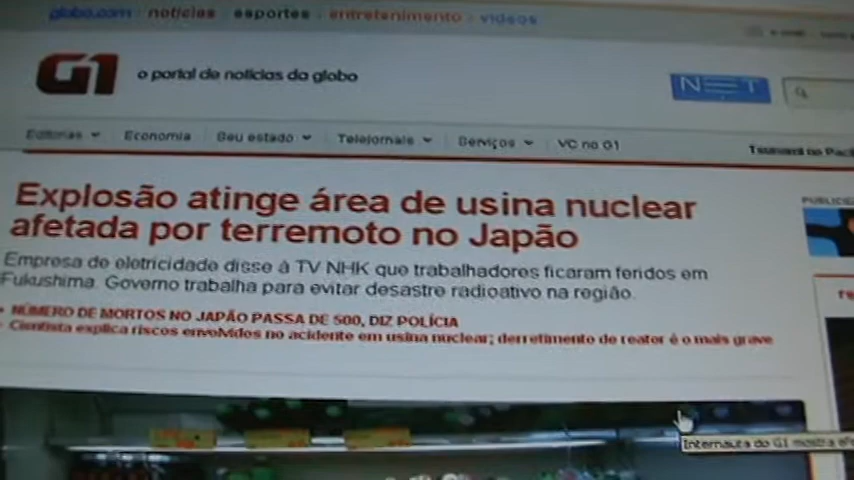 globo.com notícias esportes entretenimento vídeos
G1 o portal de notícias da globo
NET
Editorias Economia Seu estado Telejornais Serviços VC no G1
Tsunami no Pací
Explosão atinge área de usina nuclear
afetada por terremoto no Japão
PUBLICID
Empresa de eletricidade disse à TV NHK que trabalhadores ficaram feridos em
Fukushima. Governo trabalha para evitar desastre radioativo na região.
NÚMERO DE MORTOS NO JAPÃO PASSA DE 500, DIZ POLÍCIA
Cientista explica riscos envolvidos no acidente em usina nuclear; derretimento de reator é o mais grave
Internauta do G1 mostra